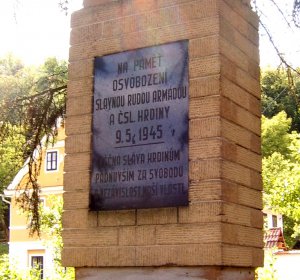 NA PAMĚŤ
OSVOBOZENÍ
SLAVNOU RUDOU ARMÁDOU
A ČSL. HRDINY
9.5.1945
VĚČNÁ SLÁVA HRDINŮM
PADNUVŠÍM ZA SVOBODU
A NEZÁVISLOST NAŠÍ VLASTI